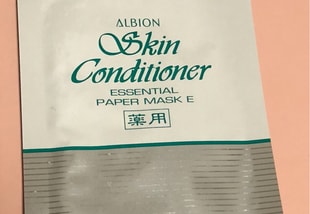 ALBION
Skin
Conditioner
ESSENTIAL
PAPER MASK E
薬用